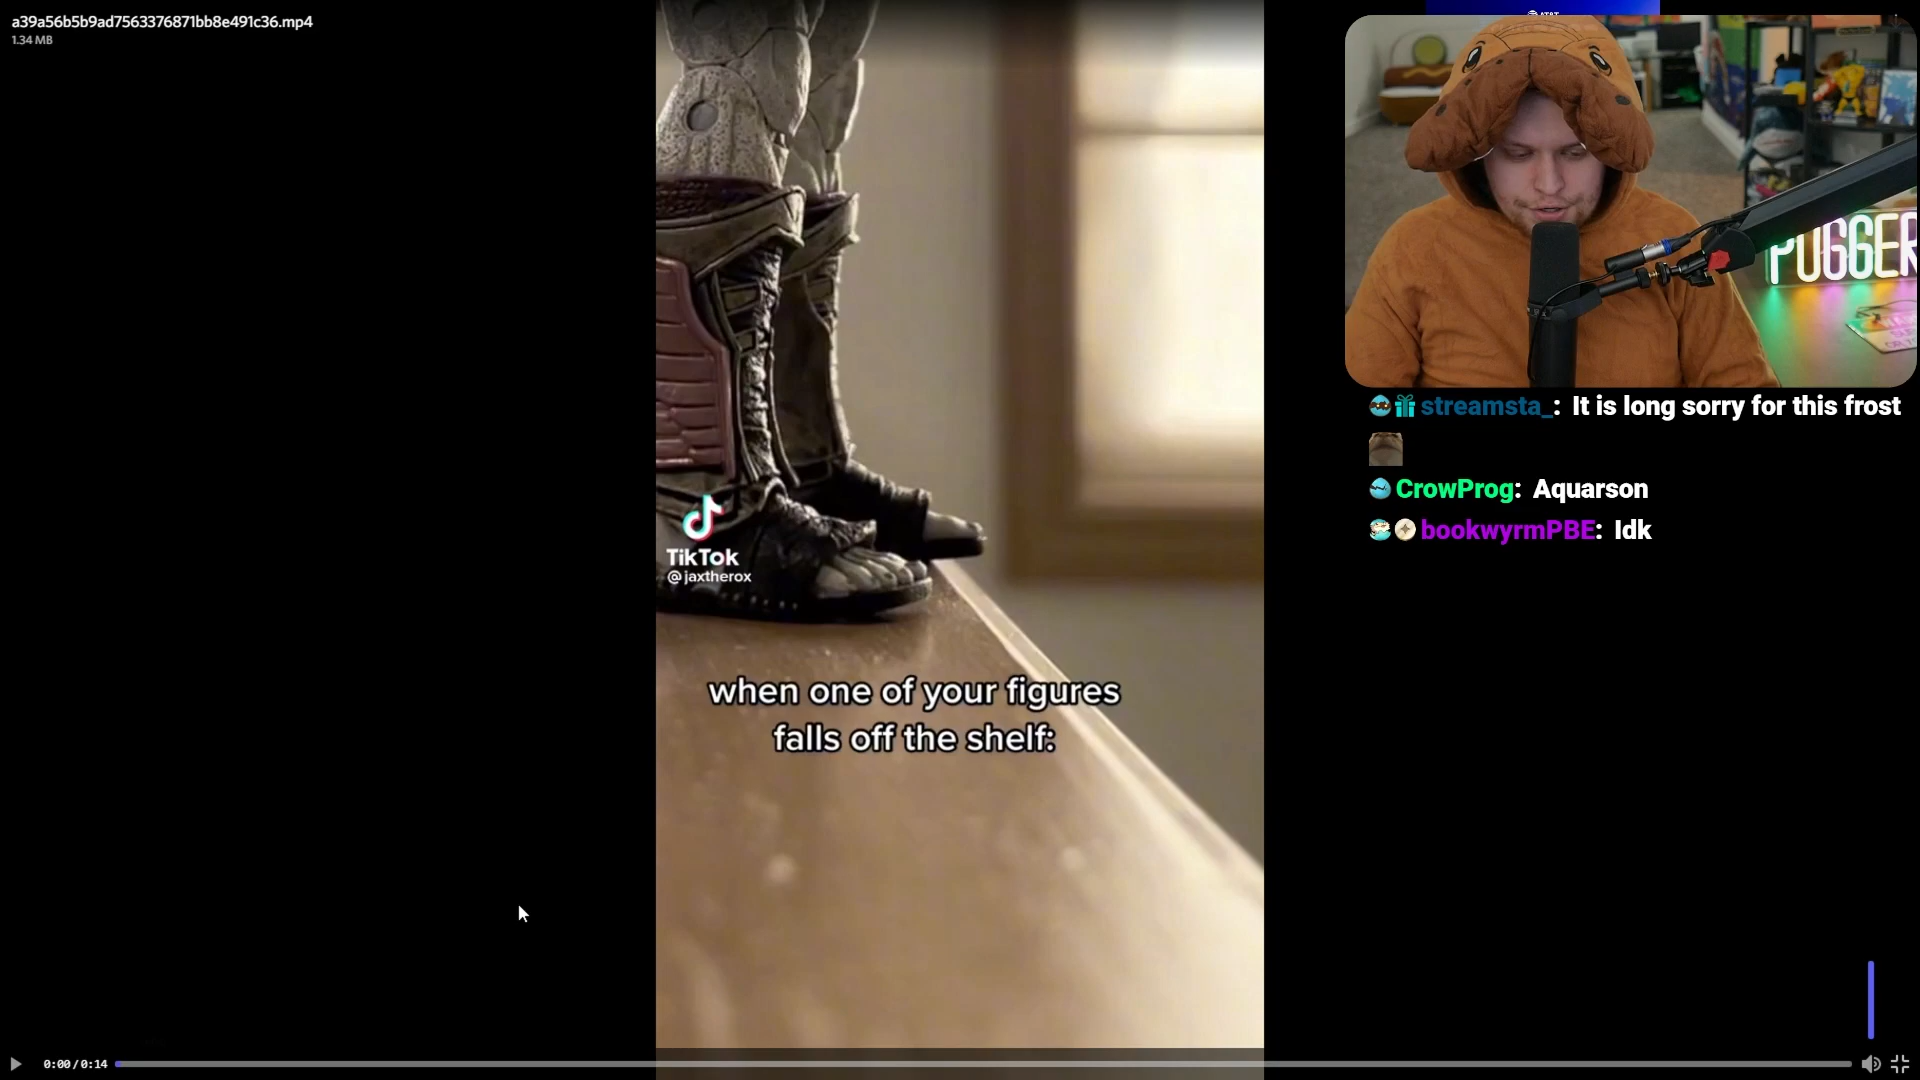 a39a56b5b9ad7563376871bb8e491c36.mp4
1.34 MB
AT&T
PUGGER
streamsta_: It is long sorry for this frost
CrowProg: Aquarson
bookwyrmPBE: Idk
TikTok
@jaxtherox
when one of your figures
falls off the shelf:
0:00/0:14